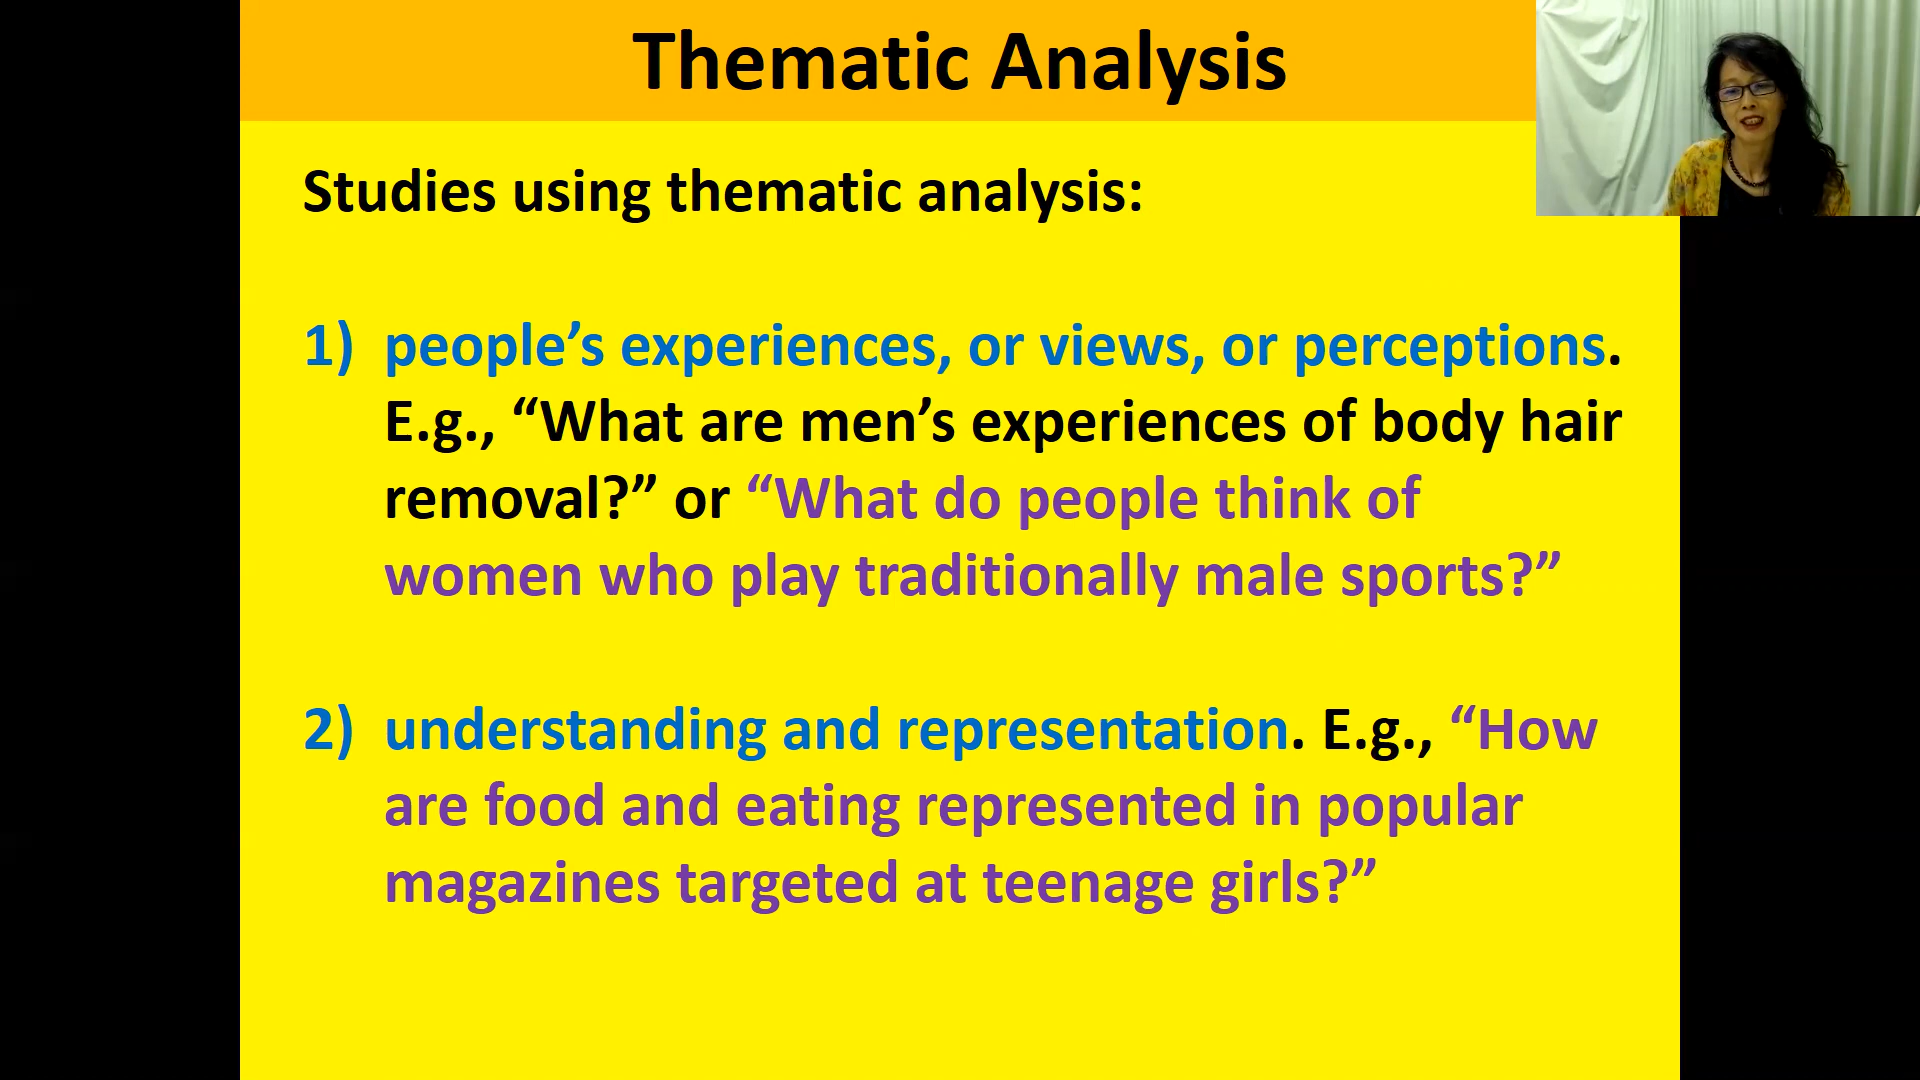 Thematic Analysis
Studies using thematic analysis:
1) people’s experiences, or views, or perceptions.
E.g., “What are men’s experiences of body hair
removal?” or “What do people think of
women who play traditionally male sports?”
2) understanding and representation. E.g., “How
are food and eating represented in popular
magazines targeted at teenage girls?”